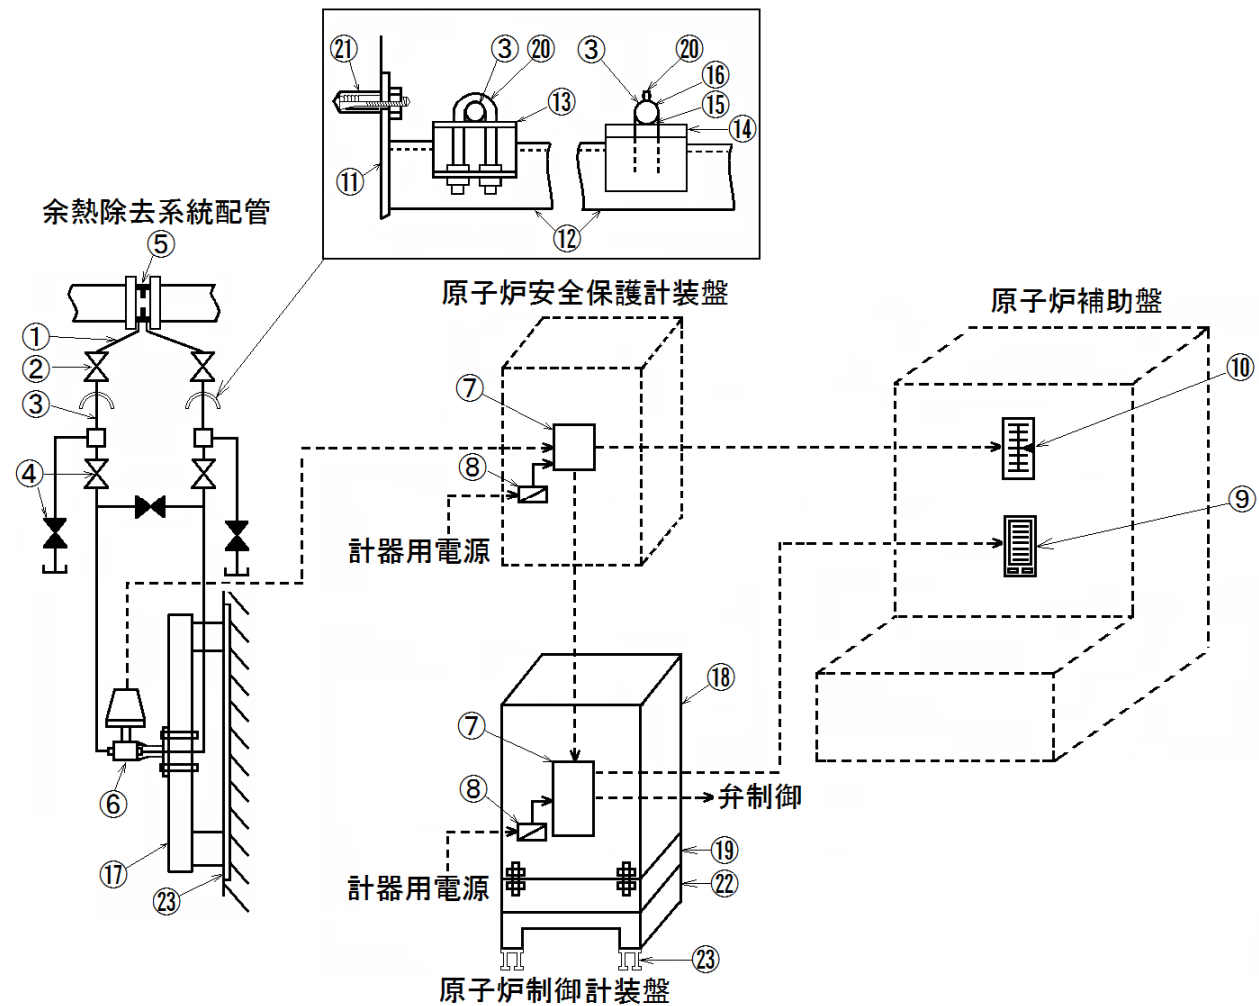 ㉑ ③ ⑳ ③ ⑳
⑯
⑬ ⑮
⑭
⑪
⑫
余熱除去系統配管
⑤
原子炉安全保護計装盤
原子炉補助盤
①
②
③
④
⑦
⑧
⑩
⑨
計器用電源
⑱
⑦
⑥
⑧
弁制御
⑰
⑲
㉓
計器用電源
㉒
㉓
原子炉制御計装盤